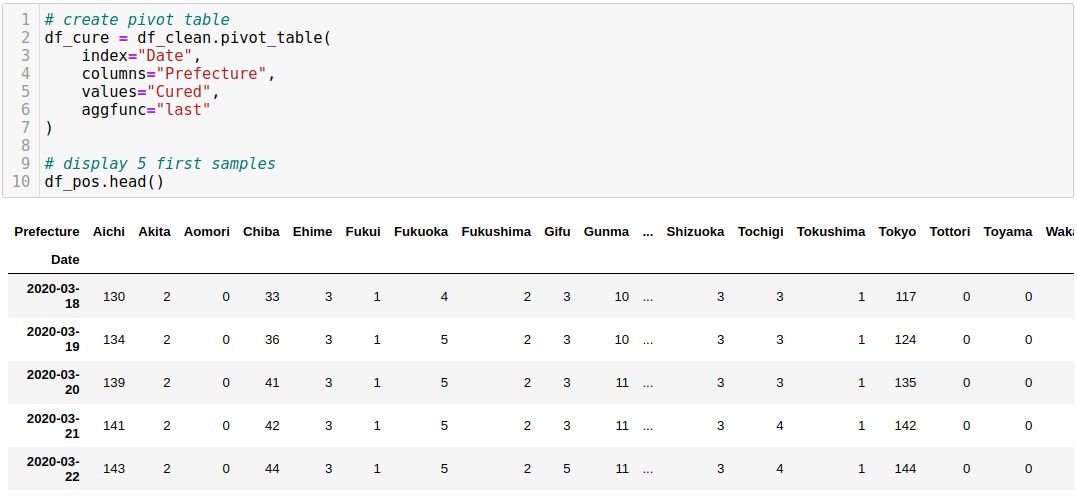 1 # create pivot table
2 df_cure = df_clean.pivot_table(
3     index="Date",
4     columns="Prefecture",
5     values="Cured",
6     aggfunc="last"
7 )
8
9 # display 5 first samples
10 df_pos.head()
Prefecture Aichi Akita Aomori Chiba Ehime Fukui Fukuoka Fukushima Gifu Gunma ... Shizuoka Tochigi Tokushima Tokyo Tottori Toyama Waka
Date
2020-03-
18 130 2 0 33 3 1 4 2 3 10 ... 3 3 1 117 0 0
2020-03-
19 134 2 0 36 3 1 5 2 3 10 ... 3 3 1 124 0 0
2020-03-
20 139 2 0 41 3 1 5 2 3 11 ... 3 3 1 135 0 0
2020-03-
21 141 2 0 42 3 1 5 2 3 11 ... 3 4 1 142 0 0
2020-03-
22 143 2 0 44 3 1 5 2 5 11 ... 3 4 1 144 0 0